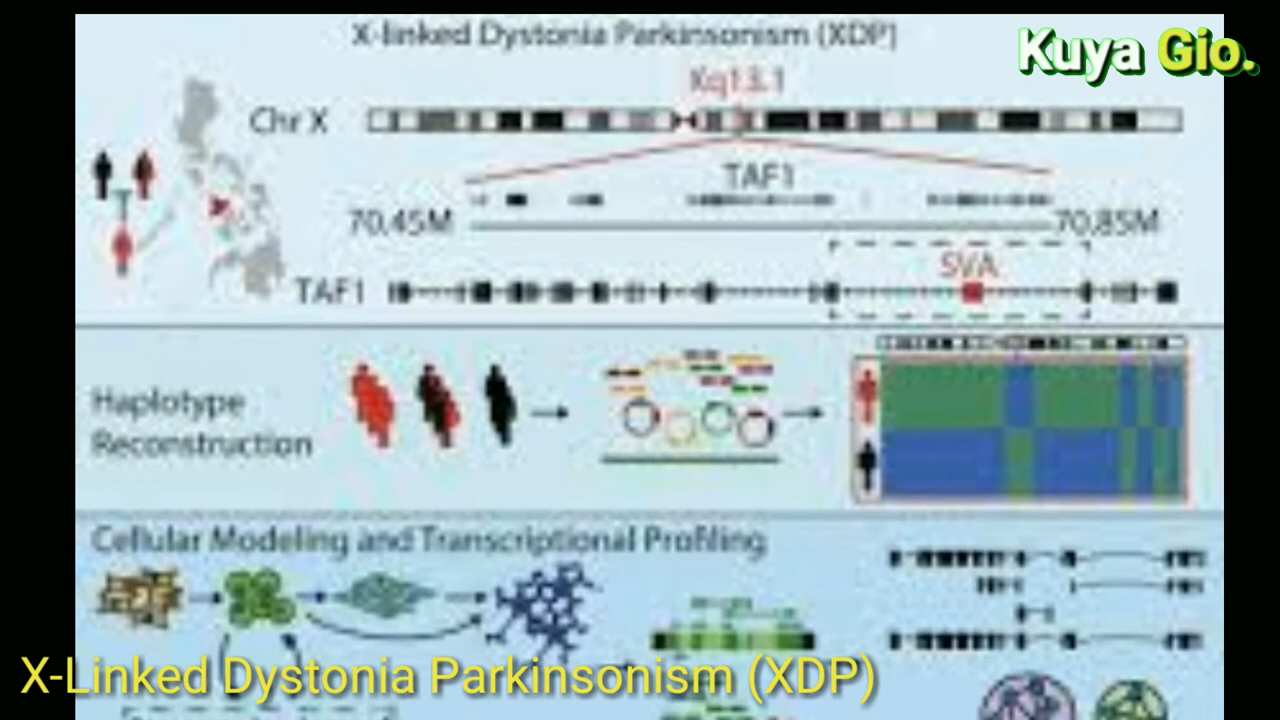 X-linked Dystonia Parkinsonism (XDP)
Kuya Gio.
Xq13.1
Chr X
TAF1
70.45M
70.85M
SVA
TAF1
Haplotype
Reconstruction
Cellular Modeling and Transcriptional Profiling
X-Linked Dystonia Parkinsonism (XDP)